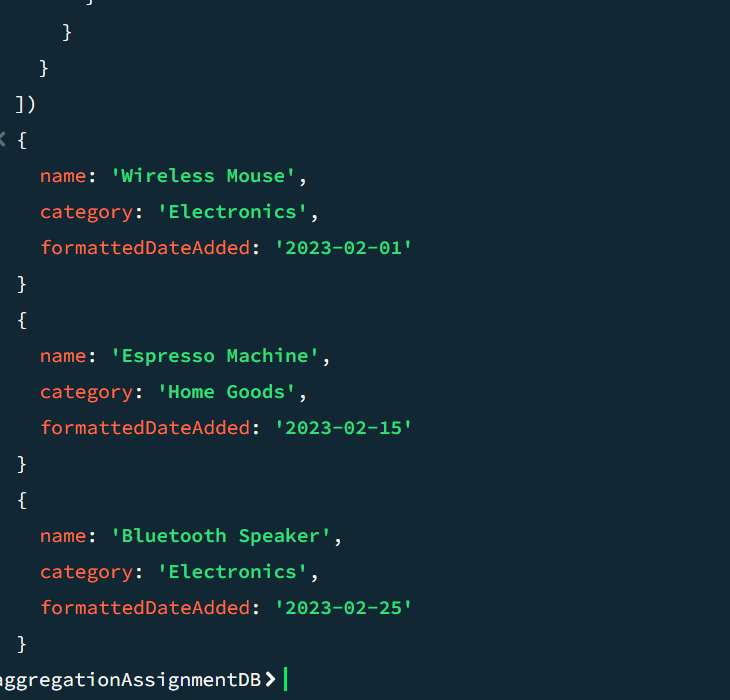 }
}
])
{
name: 'Wireless Mouse',
category: 'Electronics',
formattedDateAdded: '2023-02-01'
}
{
name: 'Espresso Machine',
category: 'Home Goods',
formattedDateAdded: '2023-02-15'
}
{
name: 'Bluetooth Speaker',
category: 'Electronics',
formattedDateAdded: '2023-02-25'
}
aggregationAssignmentDB>